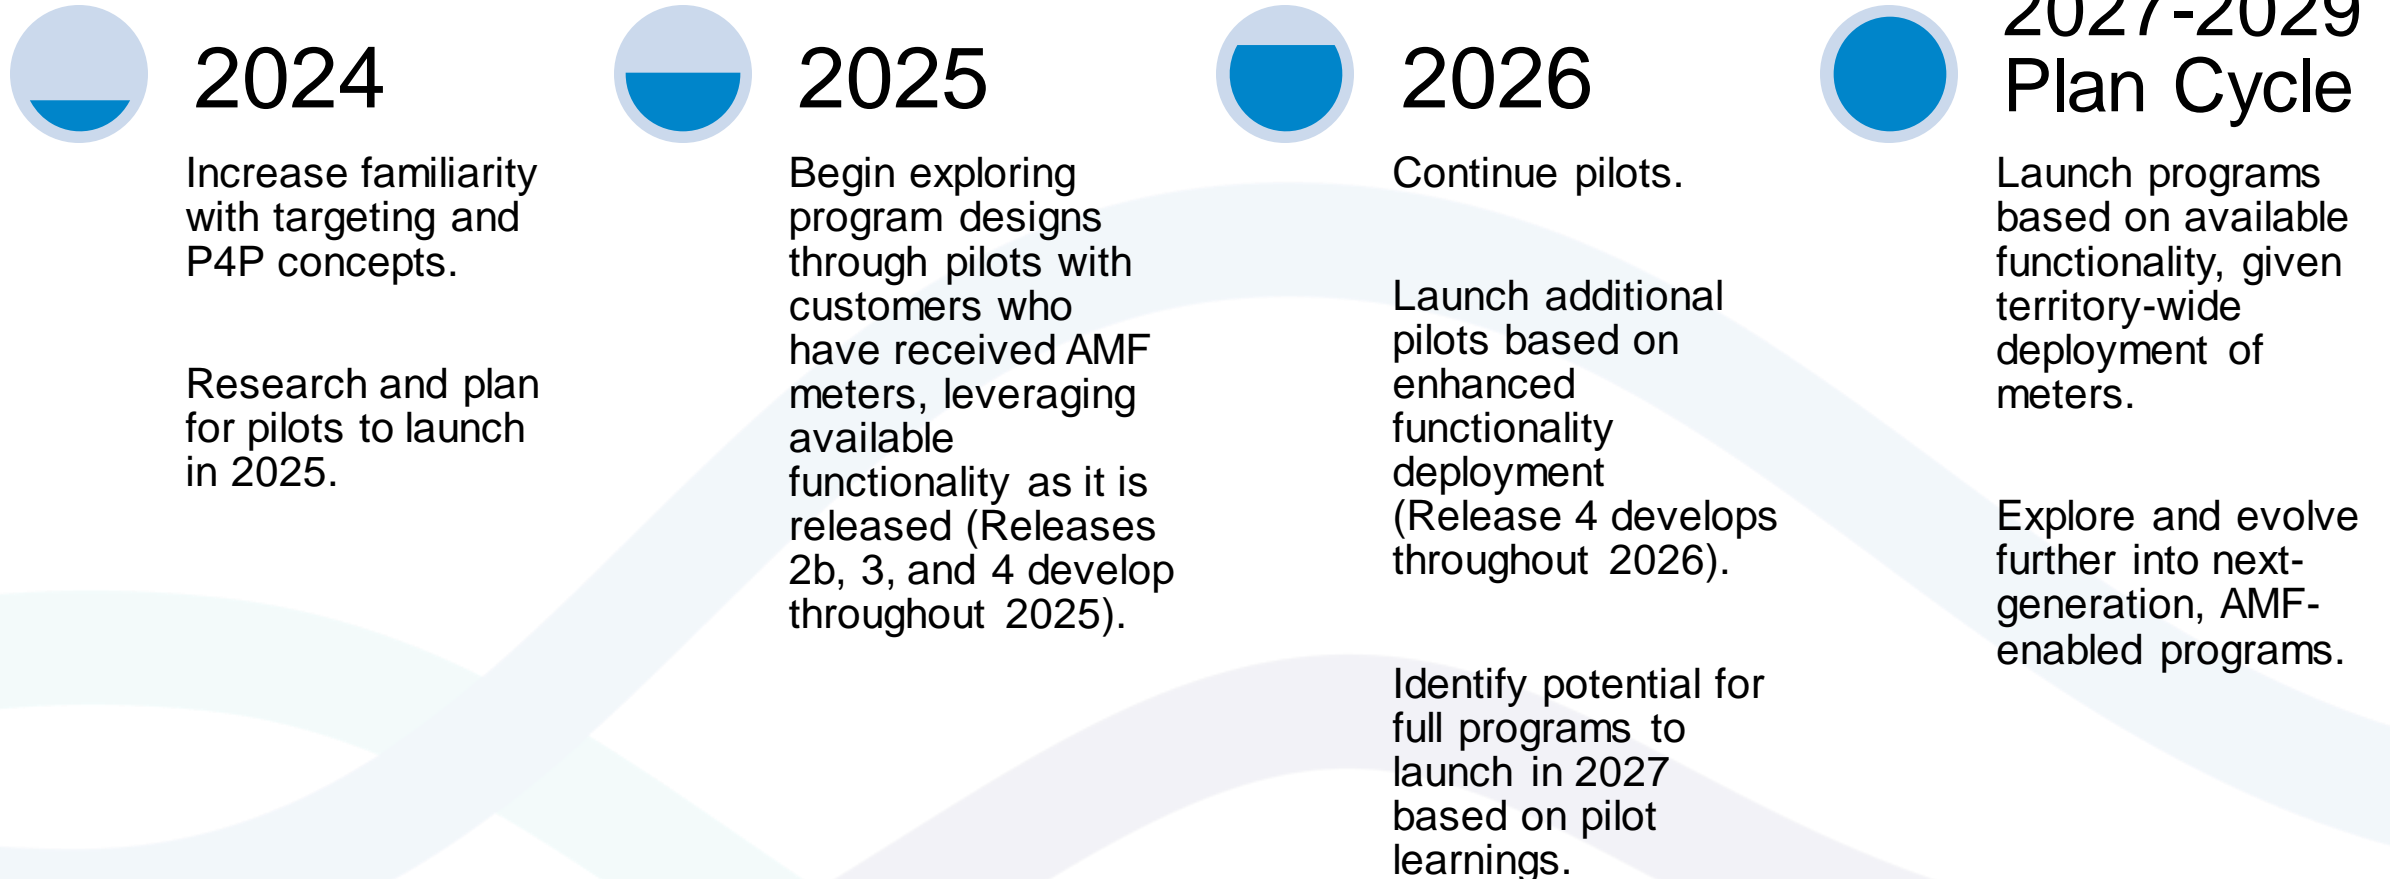 2024
Increase familiarity
with targeting and
P4P concepts.
Research and plan
for pilots to launch
in 2025.
2025
Begin exploring
program designs
through pilots with
customers who
have received AMF
meters, leveraging
available
functionality as it is
released (Releases
2b, 3, and 4 develop
throughout 2025).
2026
Continue pilots.
Launch additional
pilots based on
enhanced
functionality
deployment
(Release 4 develops
throughout 2026).
Identify potential for
full programs to
launch in 2027
based on pilot
learnings.
2027-2029
Plan Cycle
Launch programs
based on available
functionality, given
territory-wide
deployment of
meters.
Explore and evolve
further into next-
generation, AMF-
enabled programs.